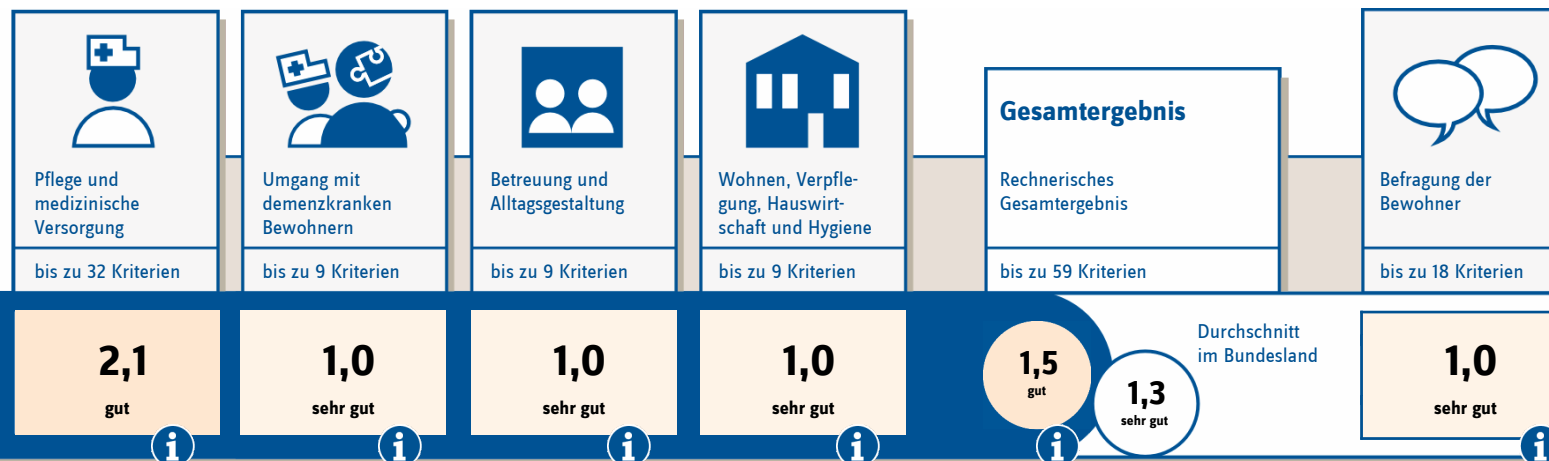 Pflege und
medizinische
Versorgung
bis zu 32 Kriterien
2,1
gut
i
Umgang mit
demenzkranken
Bewohnern
bis zu 9 Kriterien
1,0
sehr gut
i
Betreuung und
Alltagsgestaltung
bis zu 9 Kriterien
1,0
sehr gut
i
Wohnen, Verpfle-
gung, Hauswirt-
schaft und Hygiene
bis zu 9 Kriterien
1,0
sehr gut
i
Gesamtergebnis
Rechnerisches
Gesamtergebnis
bis zu 59 Kriterien
1,5
gut
i
1,3
sehr gut
Durchschnitt
im Bundesland
Befragung der
Bewohner
bis zu 18 Kriterien
1,0
sehr gut
i